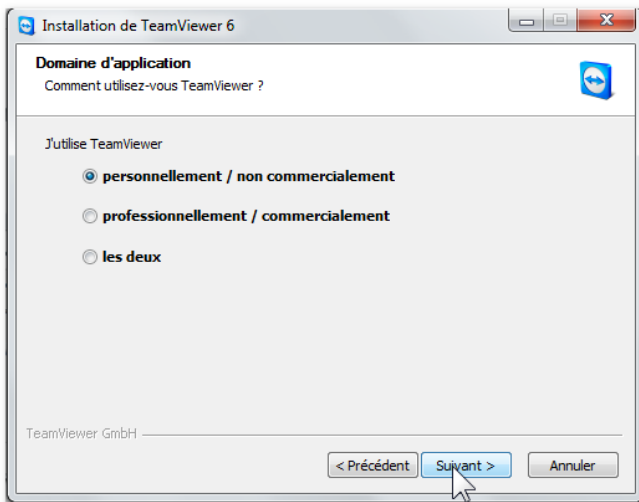 Installation de TeamViewer 6
Domaine d'application
Comment utilisez-vous TeamViewer ?
J'utilise TeamViewer
personnellement / non commercialement
professionnellement / commercialement
les deux
TeamViewer GmbH
< Précédent Suivant > Annuler